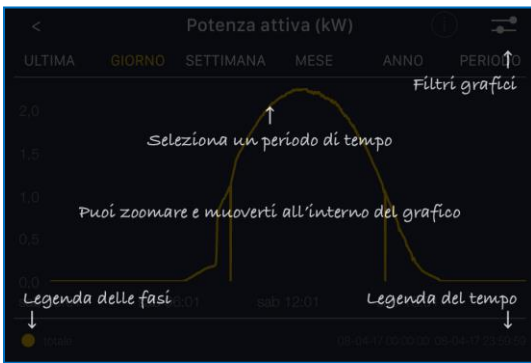 <
Potenza attiva (kW)
ULTIMA GIORNO SETTIMANA MESE ANNO PERIODO
Filtri grafici
2,0
Seleziona un periodo di tempo
1,5
1,0
Puoi zoomare e muoverti all'interno del grafico
0,5
0,0
sab 12:01
Legenda delle fasi
Legenda del tempo
totale